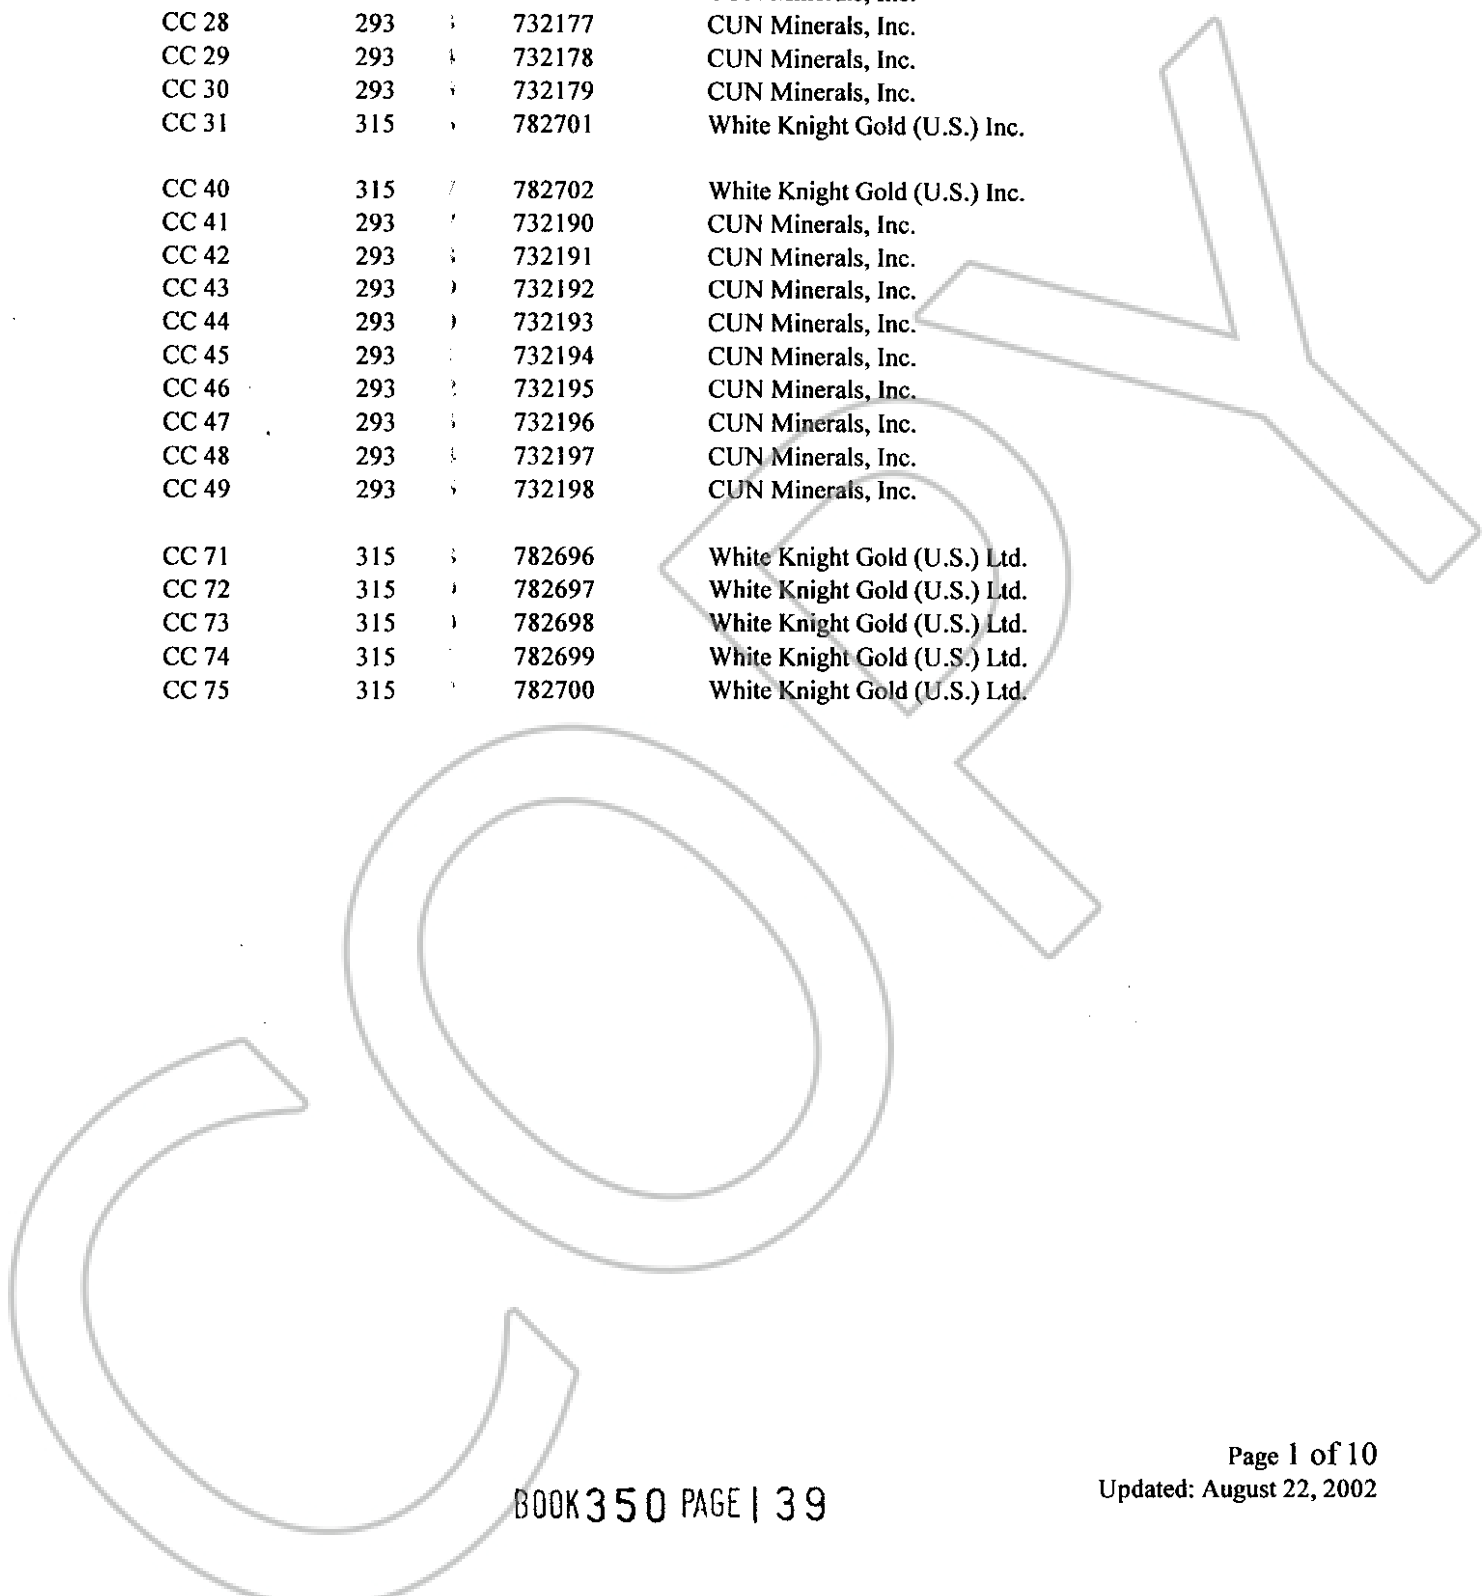 CC 28 293 732177 CUN Minerals, Inc.
CC 29 293 732178 CUN Minerals, Inc.
CC 30 293 732179 CUN Minerals, Inc.
CC 31 315 782701 White Knight Gold (U.S.) Inc.
CC 40 315 782702 White Knight Gold (U.S.) Inc.
CC 41 293 732190 CUN Minerals, Inc.
CC 42 293 732191 CUN Minerals, Inc.
CC 43 293 732192 CUN Minerals, Inc.
CC 44 293 732193 CUN Minerals, Inc.
CC 45 293 732194 CUN Minerals, Inc.
CC 46 293 732195 CUN Minerals, Inc.
CC 47 293 732196 CUN Minerals, Inc.
CC 48 293 732197 CUN Minerals, Inc.
CC 49 293 732198 CUN Minerals, Inc.
CC 71 315 782696 White Knight Gold (U.S.) Ltd.
CC 72 315 782697 White Knight Gold (U.S.) Ltd.
CC 73 315 782698 White Knight Gold (U.S.) Ltd.
CC 74 315 782699 White Knight Gold (U.S.) Ltd.
CC 75 315 782700 White Knight Gold (U.S.) Ltd.
COPY
Page 1 of 10
BOOK 350 PAGE 139
Updated: August 22, 2002